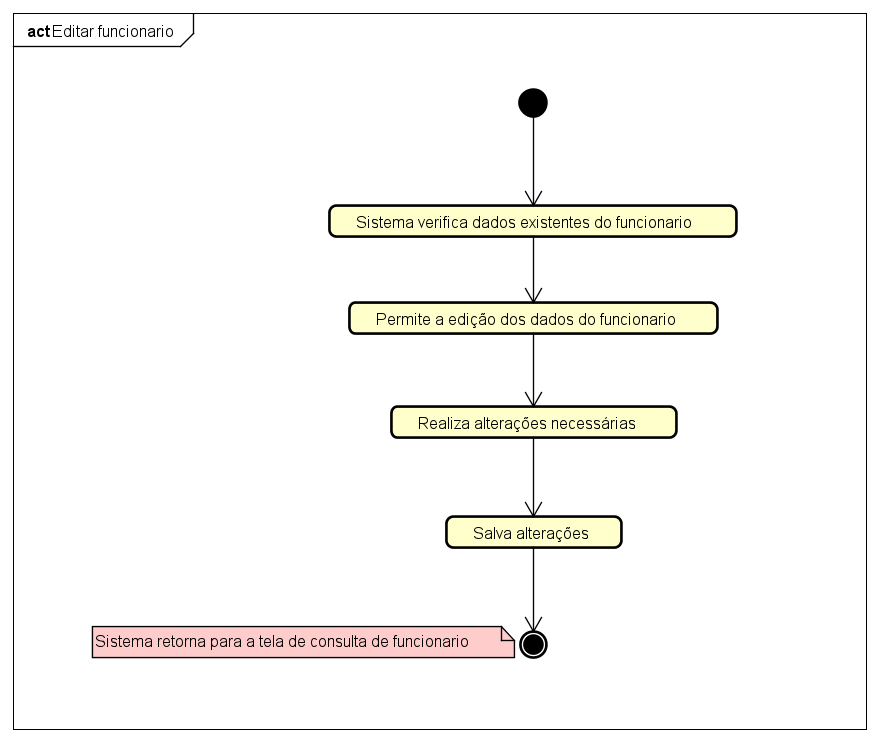 act Editar funcionario
Sistema verifica dados existentes do funcionario
Permite a edição dos dados do funcionario
Realiza alterações necessárias
Salva alterações
Sistema retorna para a tela de consulta de funcionario